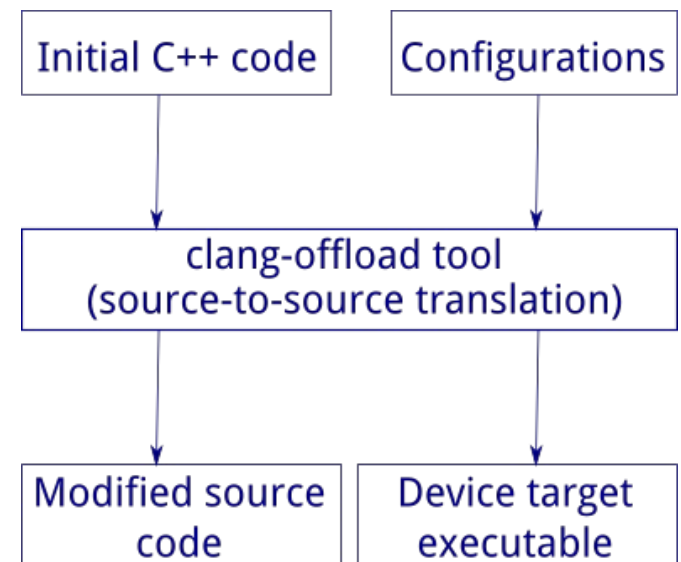 Initial C++ code
Configurations
clang-offload tool
(source-to-source translation)
Modified source
code
Device target
executable